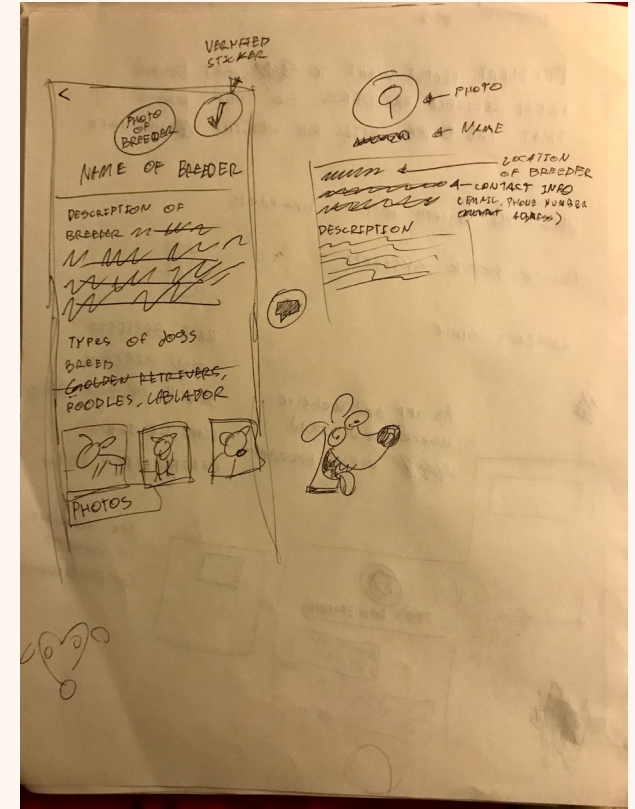 VERIFIED
STICKER
<
PHOTO
OF
BREEDER
NAME OF BREEDER
DESCRIPTION OF
BREEDER
TYPES OF DOGS
BREED
GOLDEN RETRIEVERS,
POODLES, LABLADOR
PHOTOS
PHOTO
NAME
LOCATION
OF BREEDER
CONTACT INFO
(EMAIL, PHONE NUMBER
ADDRESS)
DESCRIPTION